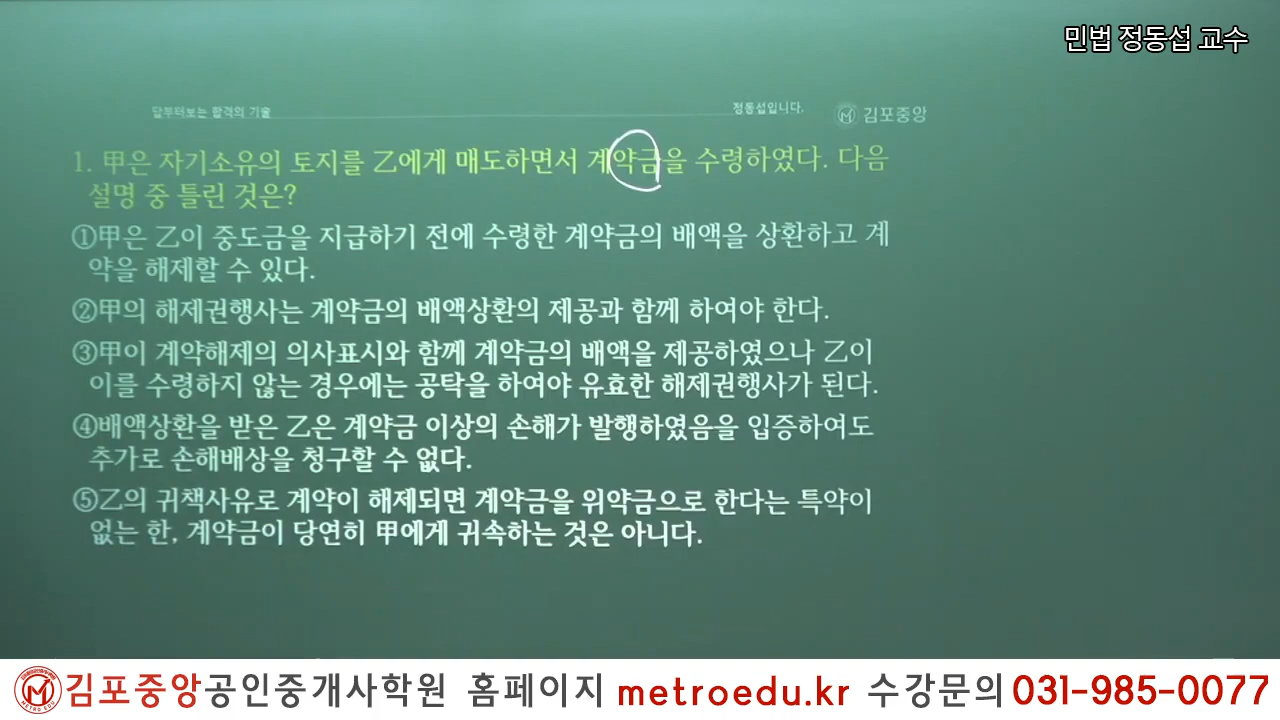 민법 정동섭 교수
답부터보는 합격의 기술
정동섭입니다.
김포중앙
1. 甲은 자기소유의 토지를 乙에게 매도하면서 계약금을 수령하였다. 다음
설명 중 틀린 것은?
①甲은 乙이 중도금을 지급하기 전에 수령한 계약금의 배액을 상환하고 계
약을 해제할 수 있다.
②甲의 해제권행사는 계약금의 배액상환의 제공과 함께 하여야 한다.
③甲이 계약해제의 의사표시와 함께 계약금의 배액을 제공하였으나 乙이
이를 수령하지 않는 경우에는 공탁을 하여야 유효한 해제권행사가 된다.
④배액상환을 받은 乙은 계약금 이상의 손해가 발행하였음을 입증하여도
추가로 손해배상을 청구할 수 없다.
⑤乙의 귀책사유로 계약이 해제되면 계약금을 위약금으로 한다는 특약이
없는 한, 계약금이 당연히 甲에게 귀속하는 것은 아니다.
METRO EDU
김포중앙공인중개사학원 홈페이지 metroedu.kr 수강문의 031-985-0077